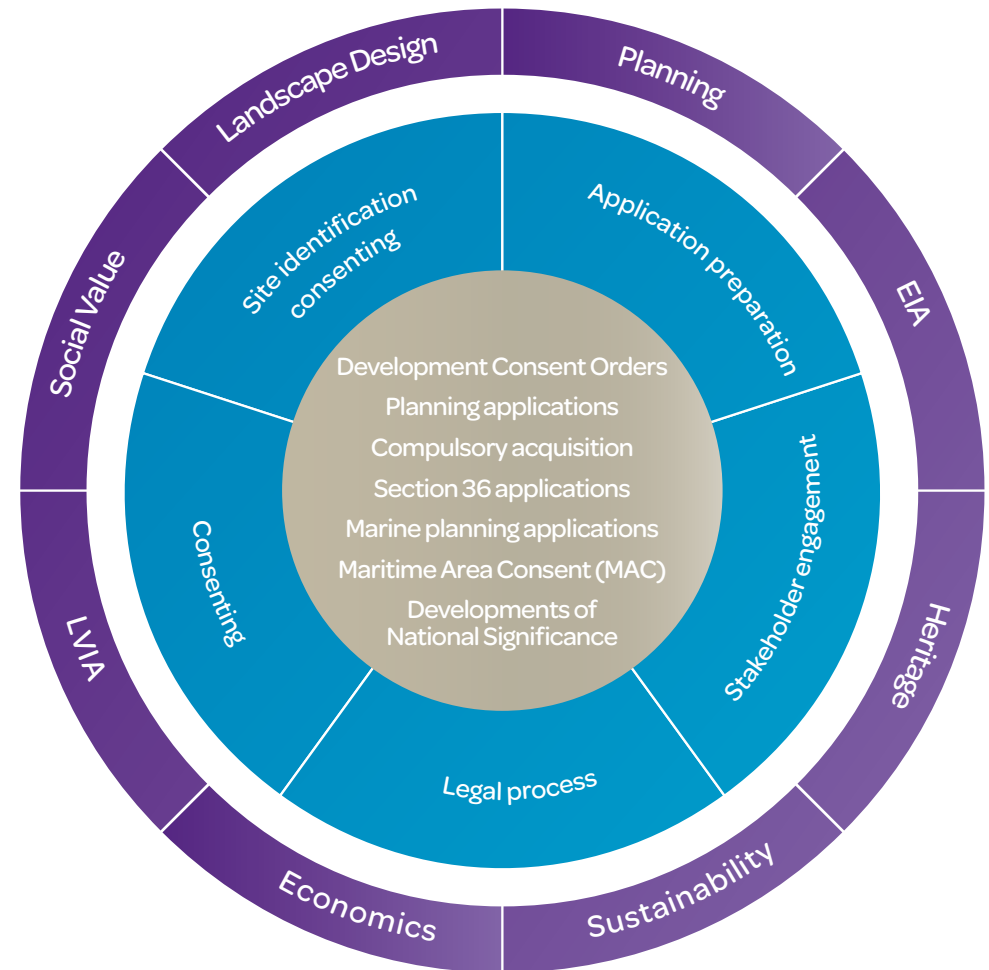 Landscape Design
Planning
EIA
Heritage
Sustainability
Economics
LVIA
Social Value
Site identification
consenting
Application preparation
Stakeholder engagement
Legal process
Consenting
Development Consent Orders
Planning applications
Compulsory acquisition
Section 36 applications
Marine planning applications
Maritime Area Consent (MAC)
Developments of
National Significance